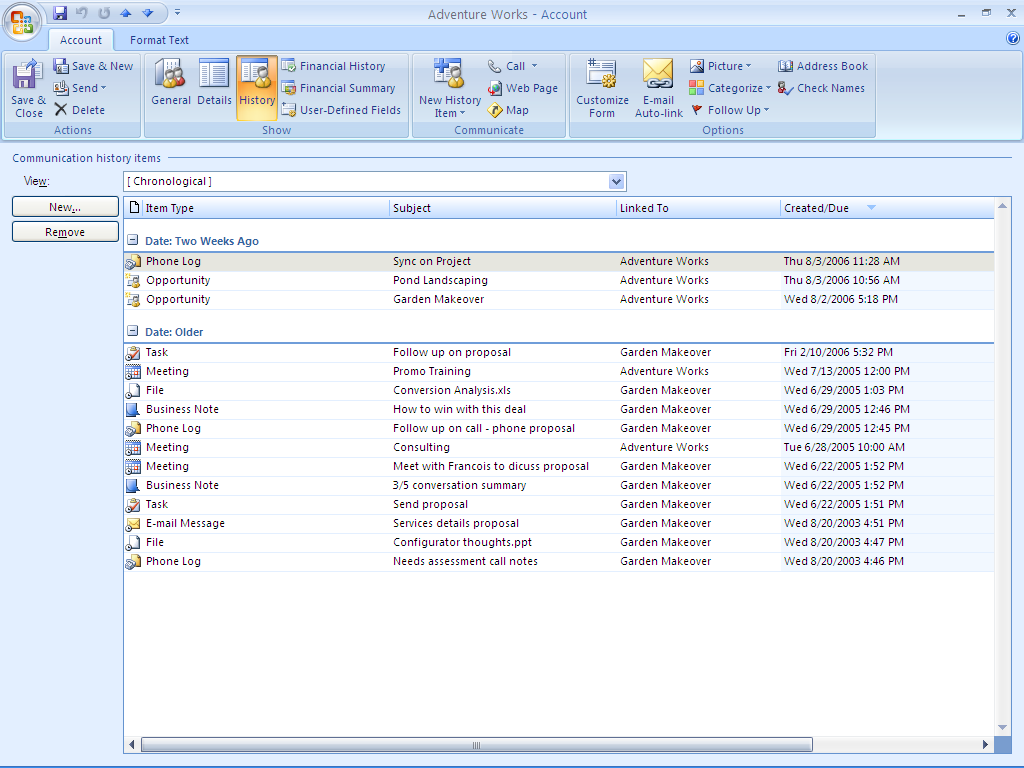 Adventure Works - Account
Account Format Text
Save & Close
Save & New
Send
Delete
Actions
General Details History
Financial History
Financial Summary
User-Defined Fields
Show
New History Item
Call
Web Page
Map
Communicate
Customize Form
E-mail Auto-link
Picture
Categorize
Follow Up
Address Book
Check Names
Options
Communication history items
View: [ Chronological ]
New...
Remove
Item Type Subject Linked To Created/Due
Date: Two Weeks Ago
Phone Log Sync on Project Adventure Works Thu 8/3/2006 11:28 AM
Opportunity Pond Landscaping Adventure Works Thu 8/3/2006 10:56 AM
Opportunity Garden Makeover Adventure Works Wed 8/2/2006 5:18 PM
Date: Older
Task Follow up on proposal Garden Makeover Fri 2/10/2006 5:32 PM
Meeting Promo Training Adventure Works Wed 7/13/2005 12:00 PM
File Conversion Analysis.xls Garden Makeover Wed 6/29/2005 1:03 PM
Business Note How to win with this deal Garden Makeover Wed 6/29/2005 12:46 PM
Phone Log Follow up on call - phone proposal Garden Makeover Wed 6/29/2005 12:45 PM
Meeting Consulting Adventure Works Tue 6/28/2005 10:00 AM
Meeting Meet with Francois to dicuss proposal Garden Makeover Wed 6/22/2005 1:52 PM
Business Note 3/5 conversation summary Garden Makeover Wed 6/22/2005 1:52 PM
Task Send proposal Garden Makeover Wed 6/22/2005 1:51 PM
E-mail Message Services details proposal Garden Makeover Wed 8/20/2003 4:51 PM
File Configurator thoughts.ppt Garden Makeover Wed 8/20/2003 4:47 PM
Phone Log Needs assessment call notes Garden Makeover Wed 8/20/2003 4:46 PM